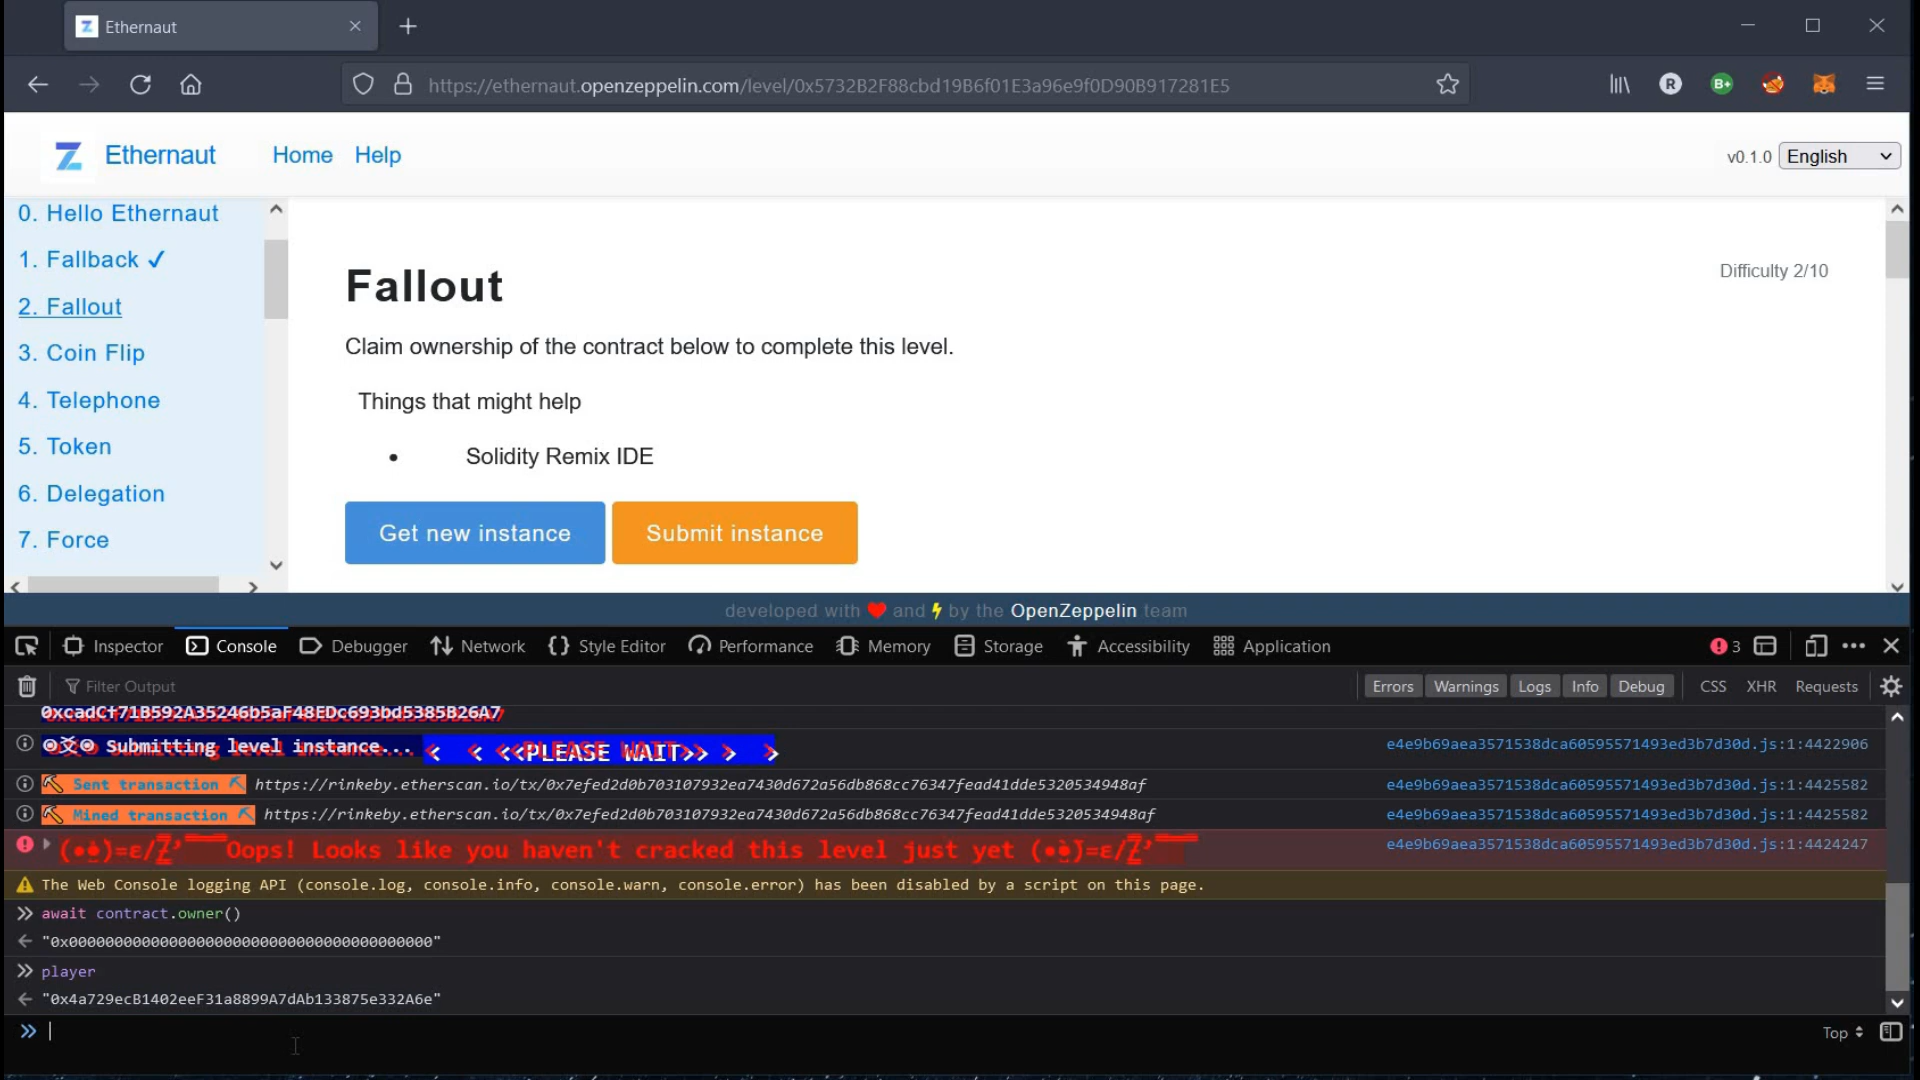 Ethernaut
https://ethernaut.openzeppelin.com/level/0x5732B2F88cbd19B6f01E3a96e9f0D90B917281E5
Ethernaut Home Help v0.1.0 English
0. Hello Ethernaut
1. Fallback ✓
2. Fallout
3. Coin Flip
4. Telephone
5. Token
6. Delegation
7. Force
Fallout
Difficulty 2/10
Claim ownership of the contract below to complete this level.
Things that might help
• Solidity Remix IDE
Get new instance Submit instance
developed with ❤ and ⚡ by the OpenZeppelin team
Inspector Console Debugger Network Style Editor Performance Memory Storage Accessibility Application 3
Filter Output Errors Warnings Logs Info Debug CSS XHR Requests
0xcadCf71B592A35246b5aF48EDc693bd5385B26A7
Submitting level instance... < < <<PLEASE WAIT>> > > e4e9b69aea3571538dca60595571493ed3b7d30d.js:1:4422906
Sent transaction https://rinkeby.etherscan.io/tx/0x7efed2d0b703107932ea7430d672a56db868cc76347fead41dde5320534948af e4e9b69aea3571538dca60595571493ed3b7d30d.js:1:4425582
Mined transaction https://rinkeby.etherscan.io/tx/0x7efed2d0b703107932ea7430d672a56db868cc76347fead41dde5320534948af e4e9b69aea3571538dca60595571493ed3b7d30d.js:1:4425582
Oops! Looks like you haven't cracked this level just yet e4e9b69aea3571538dca60595571493ed3b7d30d.js:1:4424247
The Web Console logging API (console.log, console.info, console.warn, console.error) has been disabled by a script on this page.
>> await contract.owner()
← "0x0000000000000000000000000000000000000000"
>> player
← "0x4a729ecB1402eeF31a8899A7dAb133875e332A6e"
>>
Top